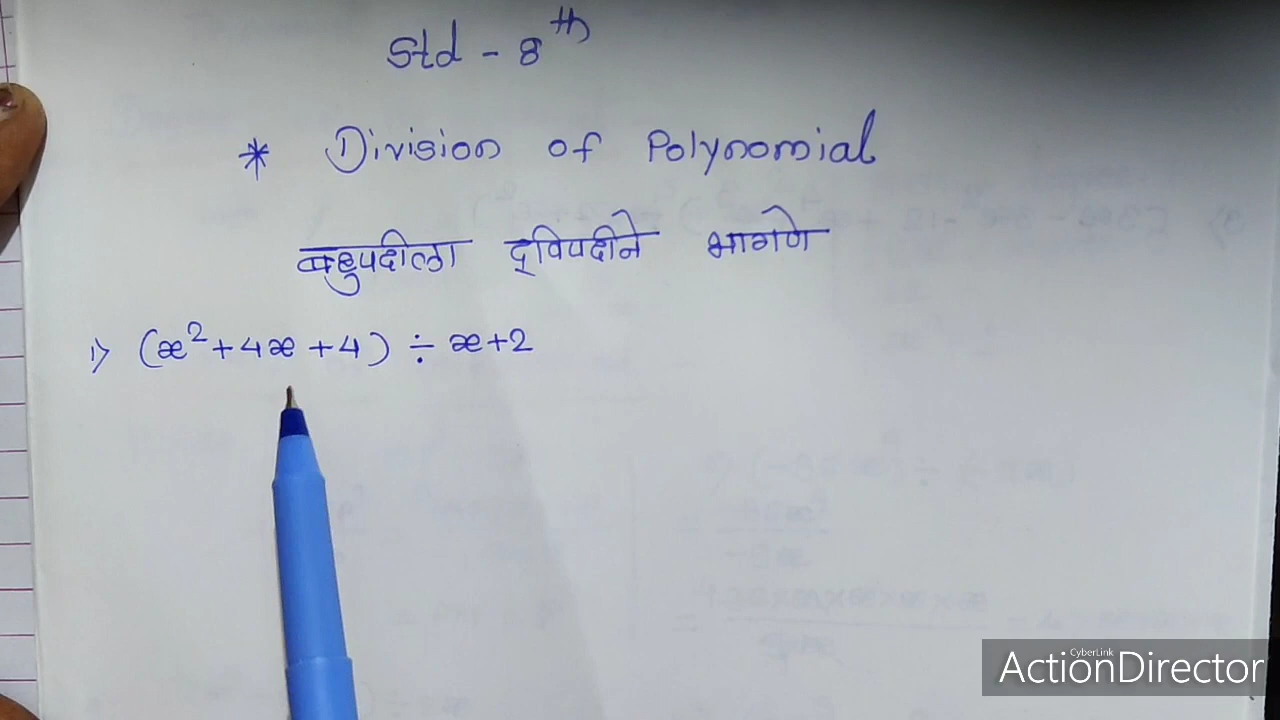 Std - 8th
* Division of Polynomial
बहुपदीला द्विपदीने भागणे
1> (x²+4x+4) ÷ x+2
CyberLink
ActionDirector